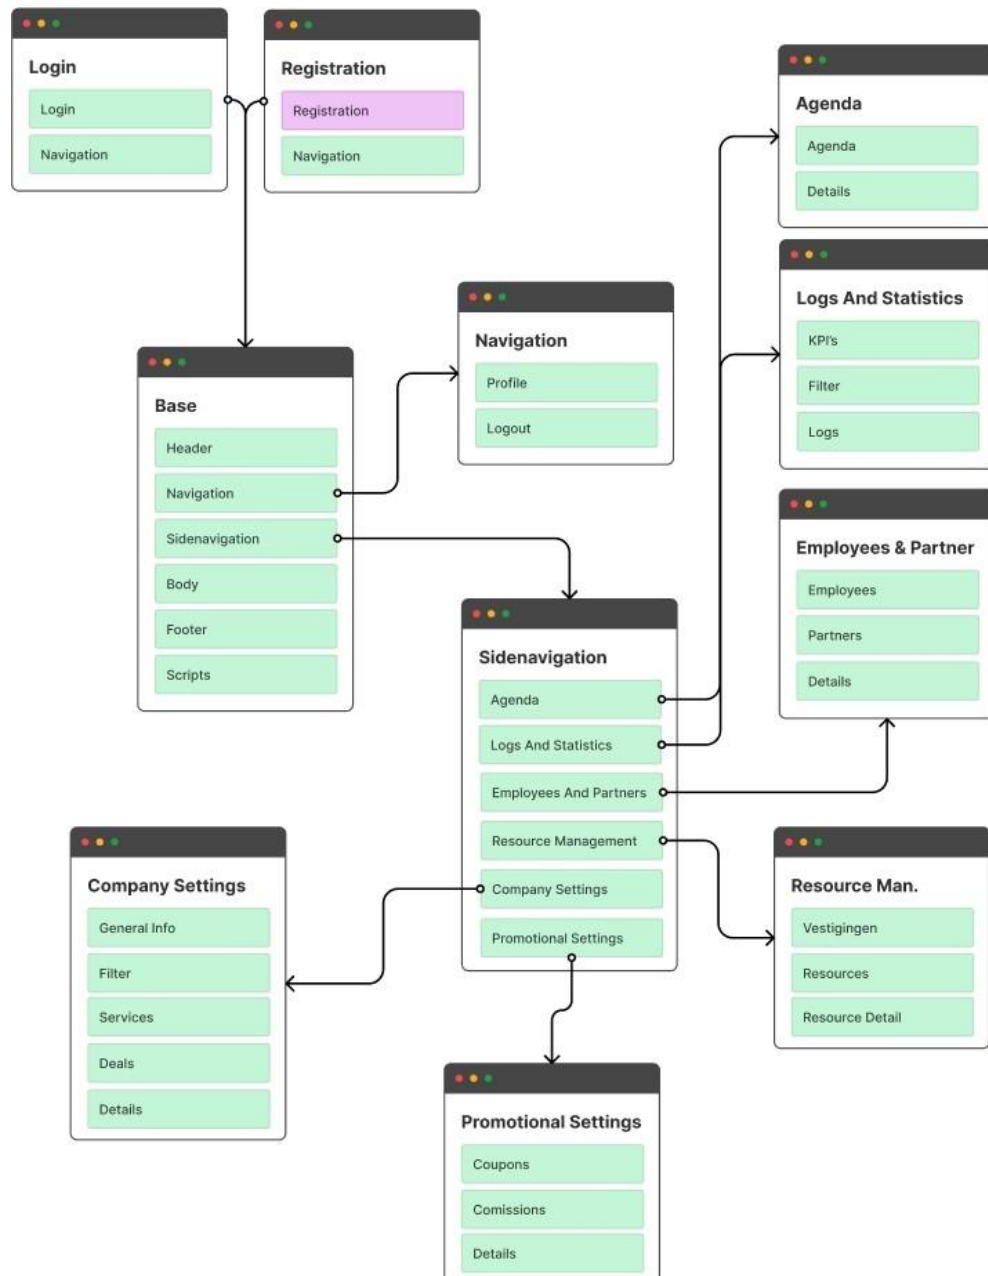 Login
Login
Navigation
Registration
Registration
Navigation
Agenda
Agenda
Details
Logs And Statistics
KPI's
Filter
Logs
Navigation
Profile
Logout
Base
Header
Navigation
Sidenavigation
Body
Footer
Scripts
Employees & Partner
Employees
Partners
Details
Sidenavigation
Agenda
Logs And Statistics
Employees And Partners
Resource Management
Company Settings
Promotional Settings
Company Settings
General Info
Filter
Services
Deals
Details
Resource Man.
Vestigingen
Resources
Resource Detail
Promotional Settings
Coupons
Comissions
Details